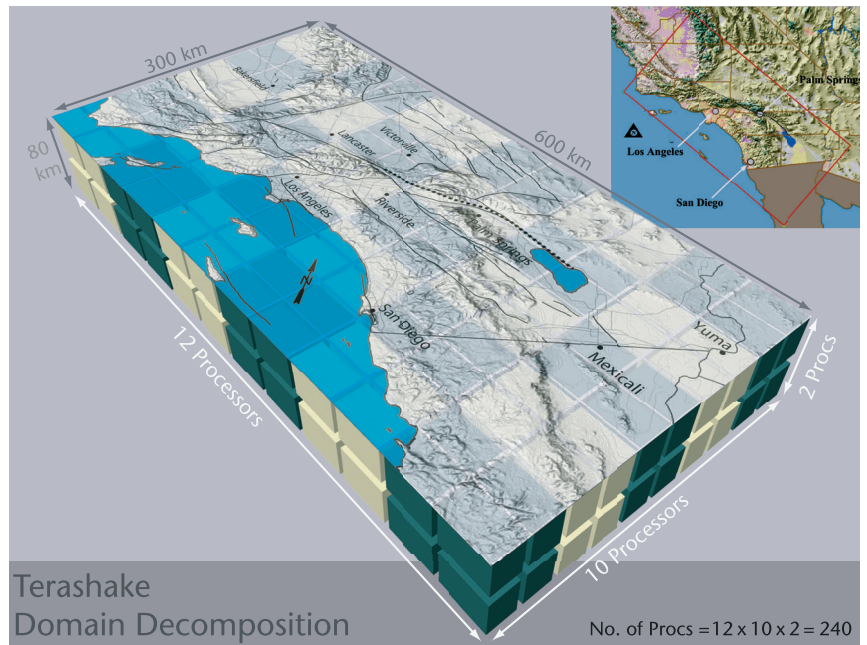 300 km
600 km
80
km
Bakersfield
Lancaster
Victorville
Los Angeles
Riverside
Palm Springs
San Diego
Mexicali
Yuma
N
12 Processors
10 Processors
2 Procs
Palm Springs
Los Angeles
San Diego
Terashake
Domain Decomposition
No. of Procs = 12 x 10 x 2 = 240